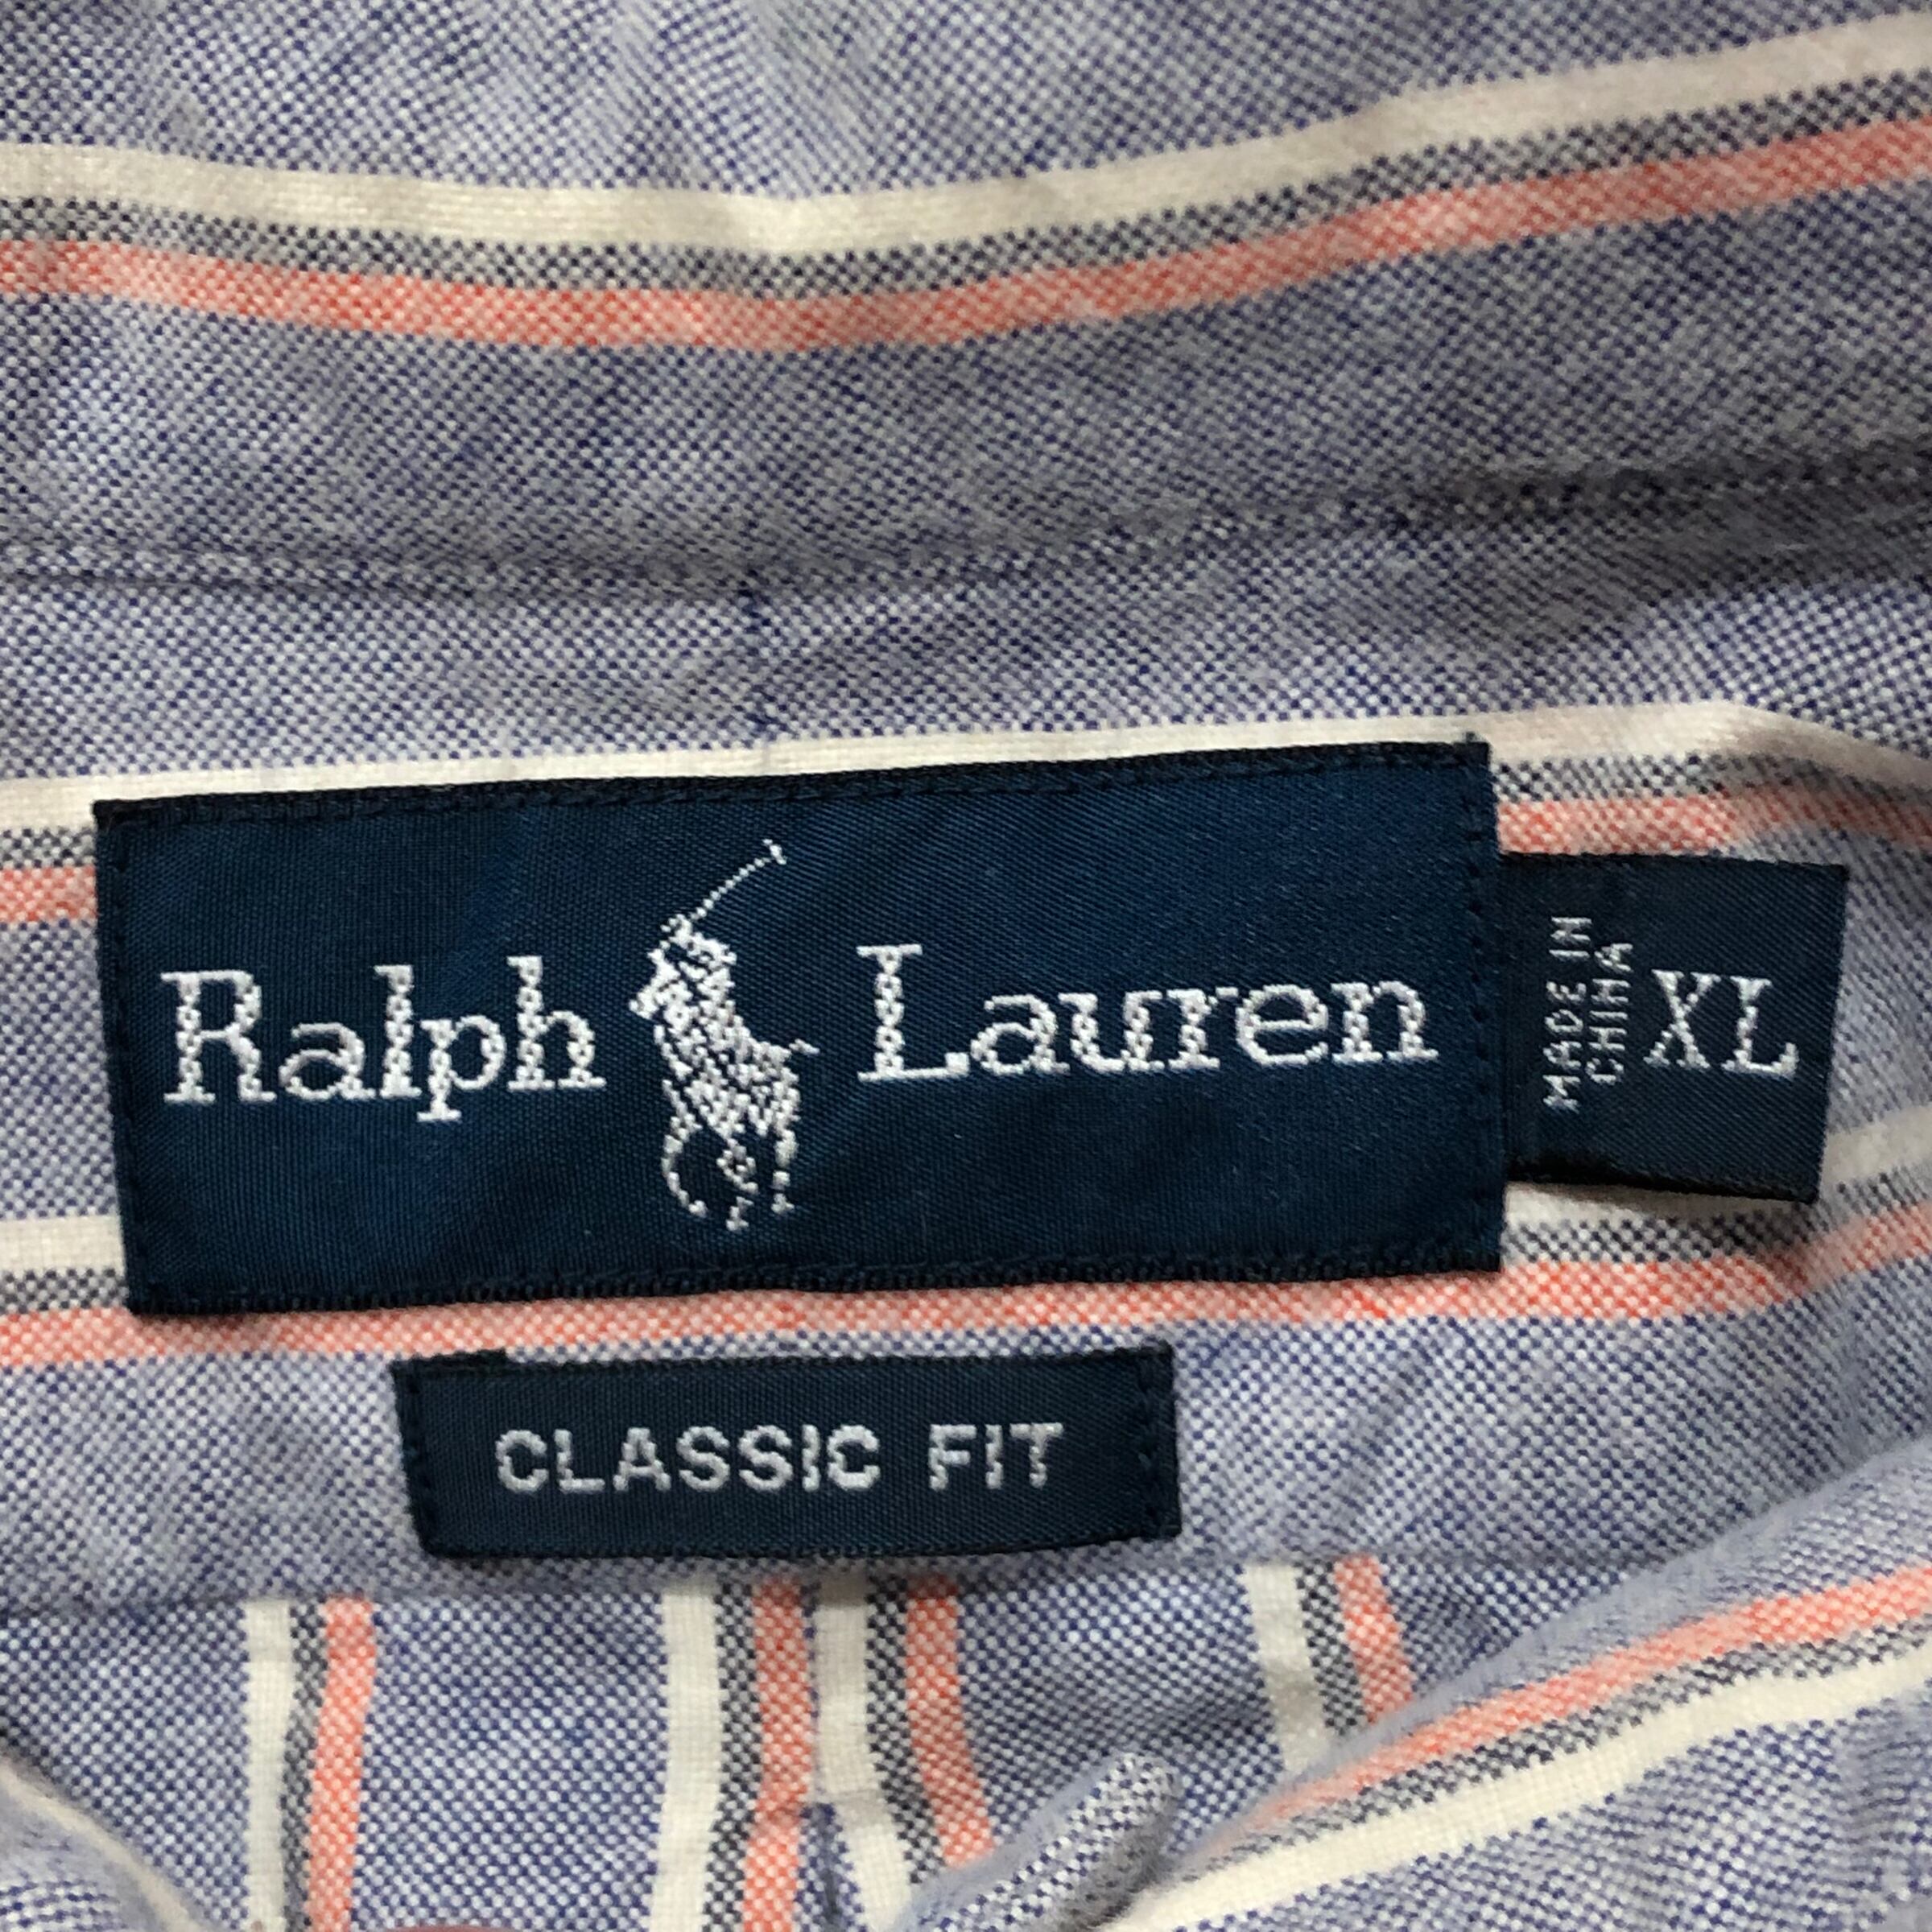 Ralph Lauren
MADE IN
CHINA
XL
CLASSIC FIT